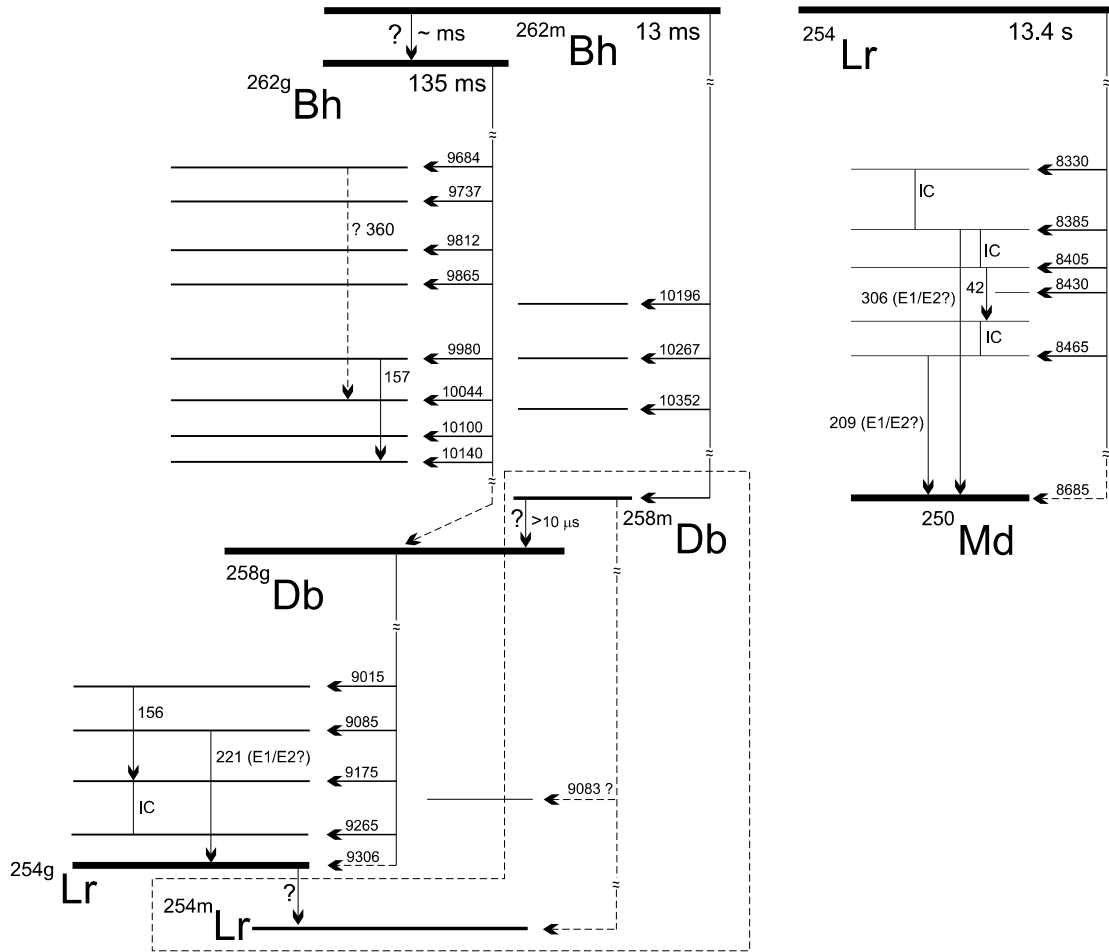 ? ~ ms
262m Bh 13 ms
262g Bh 135 ms
9684
9737
? 360
9812
9865
9980
157
10044
10100
10140
10196
10267
10352
258m Db
? >10 μs
258g Db
9015
156
9085
221 (E1/E2?)
9175
IC
9265
9306
254g Lr
?
254m Lr
9083 ?
254 Lr 13.4 s
8330
IC
8385
IC
8405
42
8430
306 (E1/E2?)
IC
8465
209 (E1/E2?)
8685
250 Md